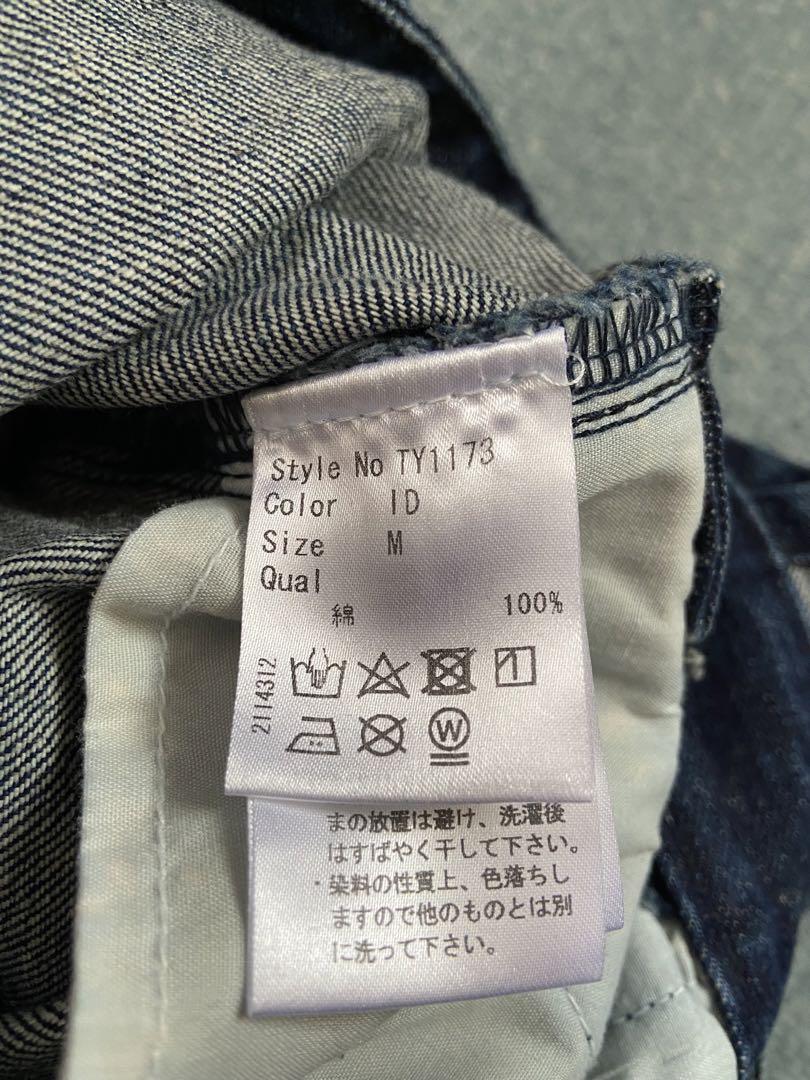 Style No TY1173
Color ID
Size M
Qual
綿 100%
2114312
W
まの放置は避け、洗濯後
はすばやく干して下さい。
・染料の性質上、色落ちし
ますので他のものとは別
に洗って下さい。